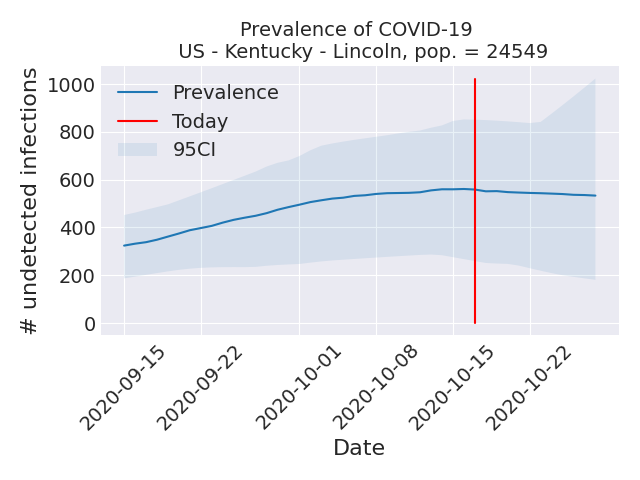 Prevalence of COVID-19
US - Kentucky - Lincoln, pop. = 24549
# undetected infections
1000
800
600
400
200
0
Prevalence
Today
95CI
2020-09-15
2020-09-22
2020-10-01
2020-10-08
2020-10-15
2020-10-22
Date